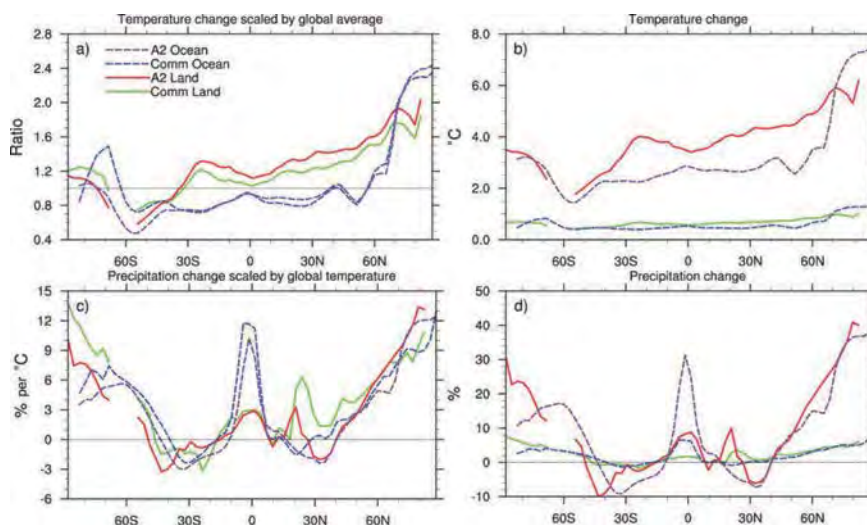 Temperature change scaled by global average
Temperature change
a)
A2 Ocean
Comm Ocean
A2 Land
Comm Land
2.8
2.4
2.0
1.6
1.2
0.8
0.4
Ratio
60S 30S 0 30N 60N
b)
8.0
6.0
4.0
2.0
0.0
°C
60S 30S 0 30N 60N
Precipitation change scaled by global temperature
Precipitation change
c)
15
12
9
6
3
0
-3
-6
% per °C
60S 30S 0 30N 60N
d)
50
40
30
20
10
0
-10
%
60S 30S 0 30N 60N